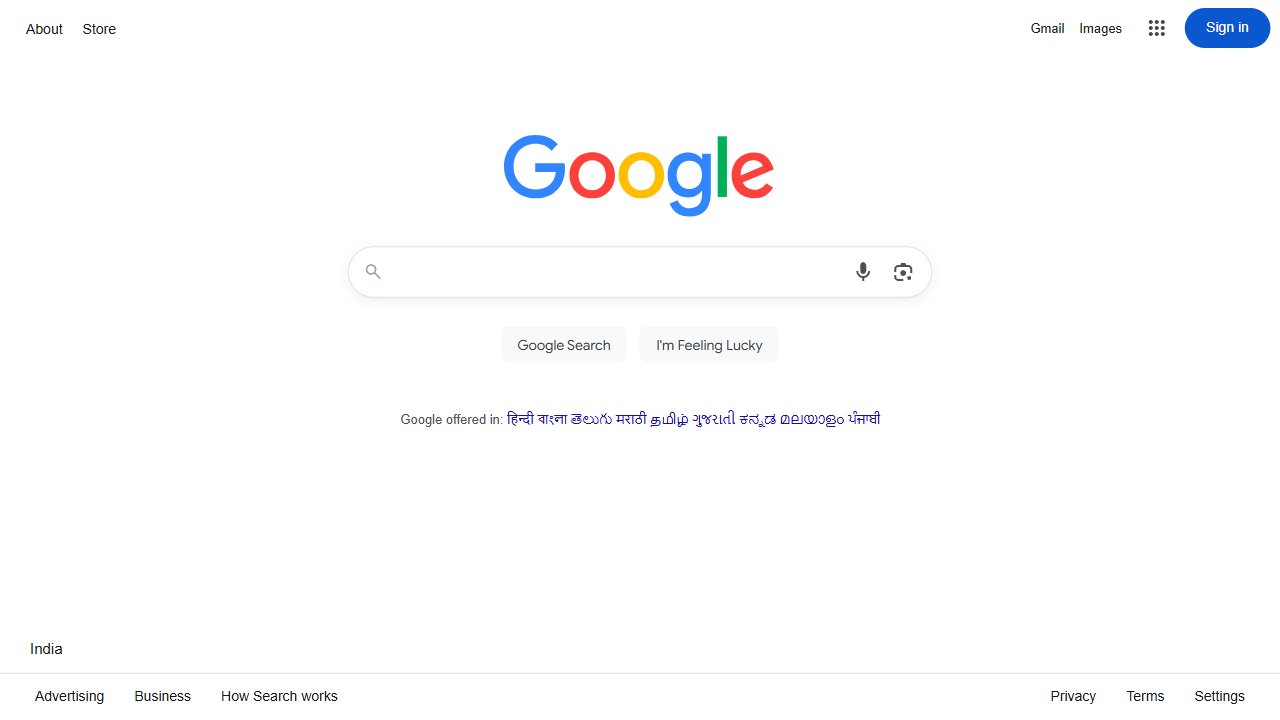 About Store Gmail Images Sign in
Google
Google Search I'm Feeling Lucky
Google offered in: हिन्दी বাংলা తెలుగు मराठी தமிழ் ગુજરાતી ಕನ್ನಡ മലയാളം ਪੰਜਾਬੀ
India
Advertising Business How Search works Privacy Terms Settings